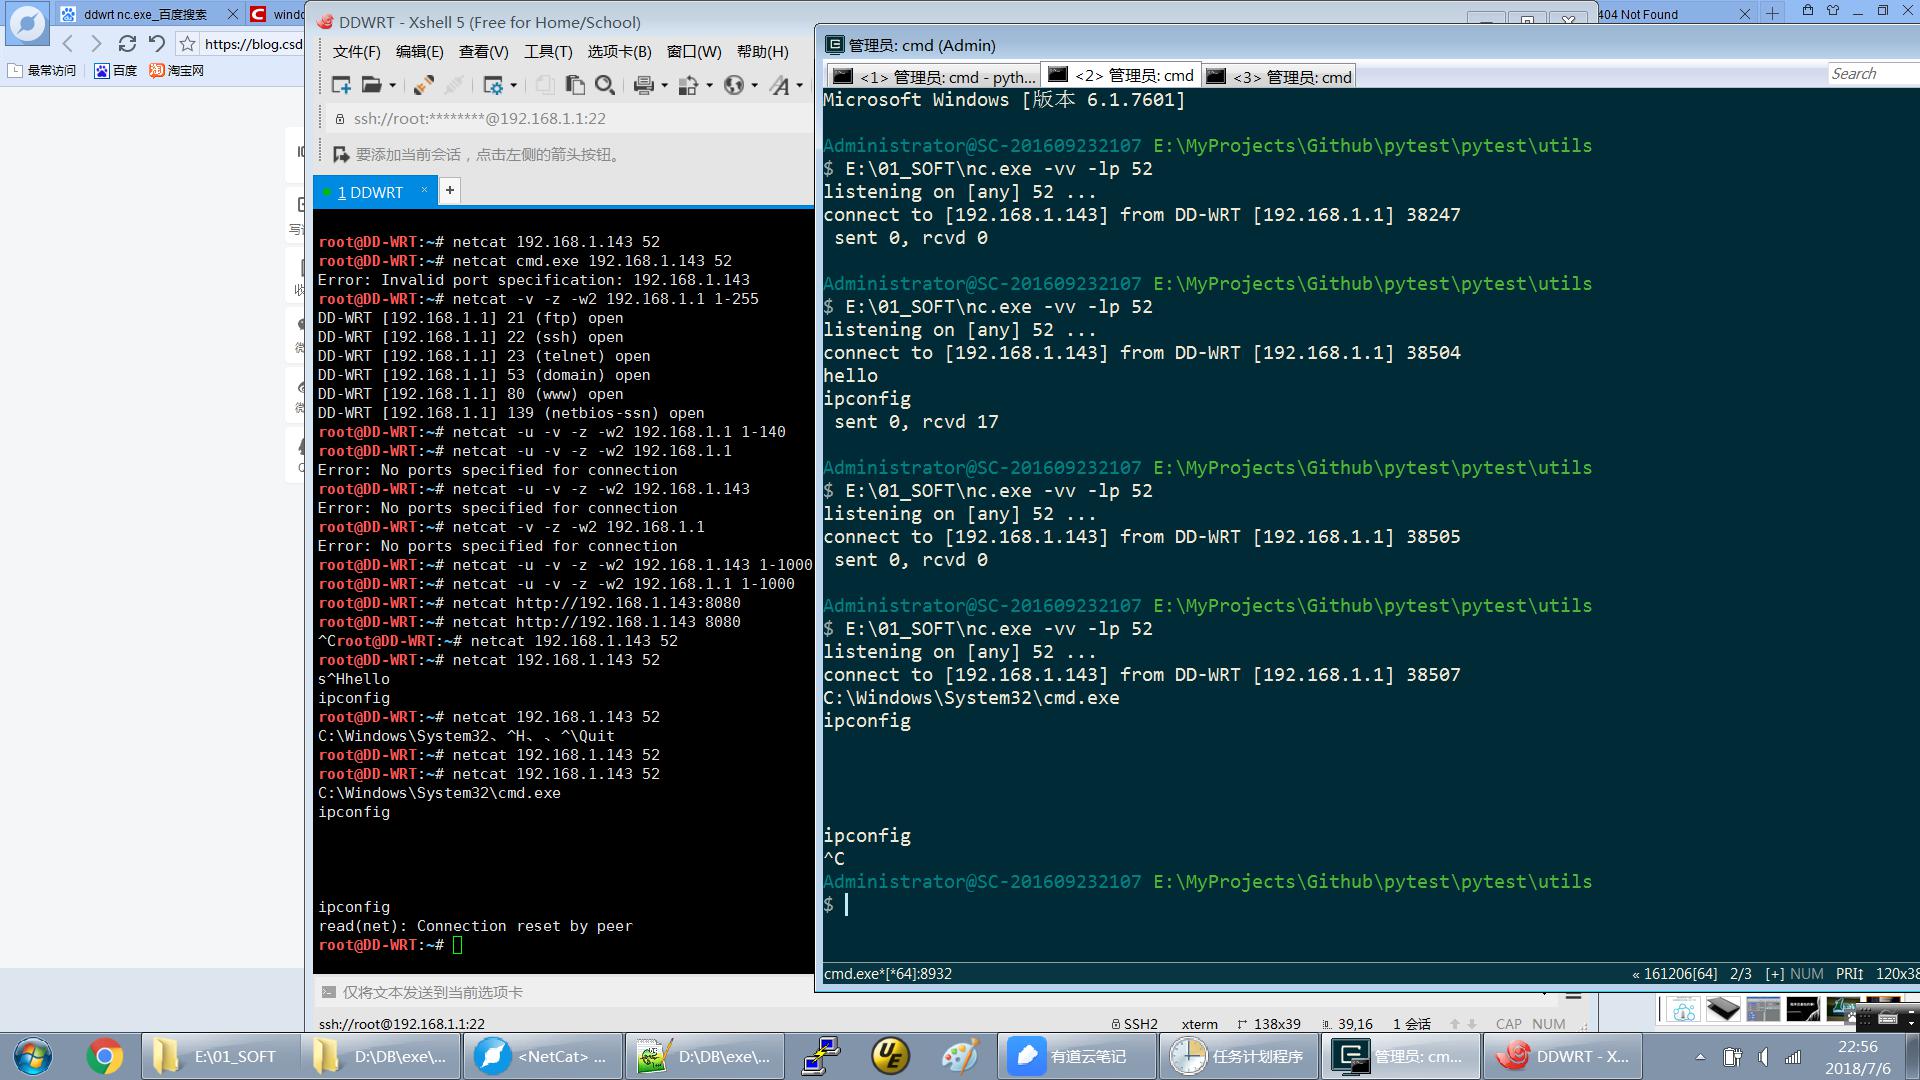 ddwrt nc.exe_百度搜索
windo
404 Not Found
https://blog.csd
最常访问
百度
淘宝网
DDWRT - Xshell 5 (Free for Home/School)
文件(F) 编辑(E) 查看(V) 工具(T) 选项卡(B) 窗口(W) 帮助(H)
ssh://root:********@192.168.1.1:22
要添加当前会话，点击左侧的箭头按钮。
1 DDWRT
+
root@DD-WRT:~# netcat 192.168.1.143 52
root@DD-WRT:~# netcat cmd.exe 192.168.1.143 52
Error: Invalid port specification: 192.168.1.143
root@DD-WRT:~# netcat -v -z -w2 192.168.1.1 1-255
DD-WRT [192.168.1.1] 21 (ftp) open
DD-WRT [192.168.1.1] 22 (ssh) open
DD-WRT [192.168.1.1] 23 (telnet) open
DD-WRT [192.168.1.1] 53 (domain) open
DD-WRT [192.168.1.1] 80 (www) open
DD-WRT [192.168.1.1] 139 (netbios-ssn) open
root@DD-WRT:~# netcat -u -v -z -w2 192.168.1.1 1-140
root@DD-WRT:~# netcat -u -v -z -w2 192.168.1.1
Error: No ports specified for connection
root@DD-WRT:~# netcat -u -v -z -w2 192.168.1.143
Error: No ports specified for connection
root@DD-WRT:~# netcat -v -z -w2 192.168.1.1
Error: No ports specified for connection
root@DD-WRT:~# netcat -u -v -z -w2 192.168.1.143 1-1000
root@DD-WRT:~# netcat -u -v -z -w2 192.168.1.1 1-1000
root@DD-WRT:~# netcat http://192.168.1.143:8080
root@DD-WRT:~# netcat http://192.168.1.143 8080
^Croot@DD-WRT:~# netcat 192.168.1.143 52
root@DD-WRT:~# netcat 192.168.1.143 52
s^Hhello
ipconfig
root@DD-WRT:~# netcat 192.168.1.143 52
C:\Windows\System32、^H、、^\Quit
root@DD-WRT:~# netcat 192.168.1.143 52
root@DD-WRT:~# netcat 192.168.1.143 52
C:\Windows\System32\cmd.exe
ipconfig
ipconfig
read(net): Connection reset by peer
root@DD-WRT:~#
仅将文本发送到当前选项卡
ssh://root@192.168.1.1:22 SSH2 xterm 138x39 39,16 1 会话 CAP NUM
管理员: cmd (Admin)
<1> 管理员: cmd - pyth... <2> 管理员: cmd <3> 管理员: cmd
Search
Microsoft Windows [版本 6.1.7601]
Administrator@SC-201609232107 E:\MyProjects\Github\pytest\pytest\utils
$ E:\01_SOFT\nc.exe -vv -lp 52
listening on [any] 52 ...
connect to [192.168.1.143] from DD-WRT [192.168.1.1] 38247
sent 0, rcvd 0
Administrator@SC-201609232107 E:\MyProjects\Github\pytest\pytest\utils
$ E:\01_SOFT\nc.exe -vv -lp 52
listening on [any] 52 ...
connect to [192.168.1.143] from DD-WRT [192.168.1.1] 38504
hello
ipconfig
sent 0, rcvd 17
Administrator@SC-201609232107 E:\MyProjects\Github\pytest\pytest\utils
$ E:\01_SOFT\nc.exe -vv -lp 52
listening on [any] 52 ...
connect to [192.168.1.143] from DD-WRT [192.168.1.1] 38505
sent 0, rcvd 0
Administrator@SC-201609232107 E:\MyProjects\Github\pytest\pytest\utils
$ E:\01_SOFT\nc.exe -vv -lp 52
listening on [any] 52 ...
connect to [192.168.1.143] from DD-WRT [192.168.1.1] 38507
C:\Windows\System32\cmd.exe
ipconfig
ipconfig
^C
Administrator@SC-201609232107 E:\MyProjects\Github\pytest\pytest\utils
$
cmd.exe*[*64]:8932 « 161206[64] 2/3 [+] NUM PRI↕ 120x38
E:\01_SOFT
D:\DB\exe\...
<NetCat> ...
D:\DB\exe\...
有道云笔记
任务计划程序
管理员: cm...
DDWRT - X...
22:56
2018/7/6